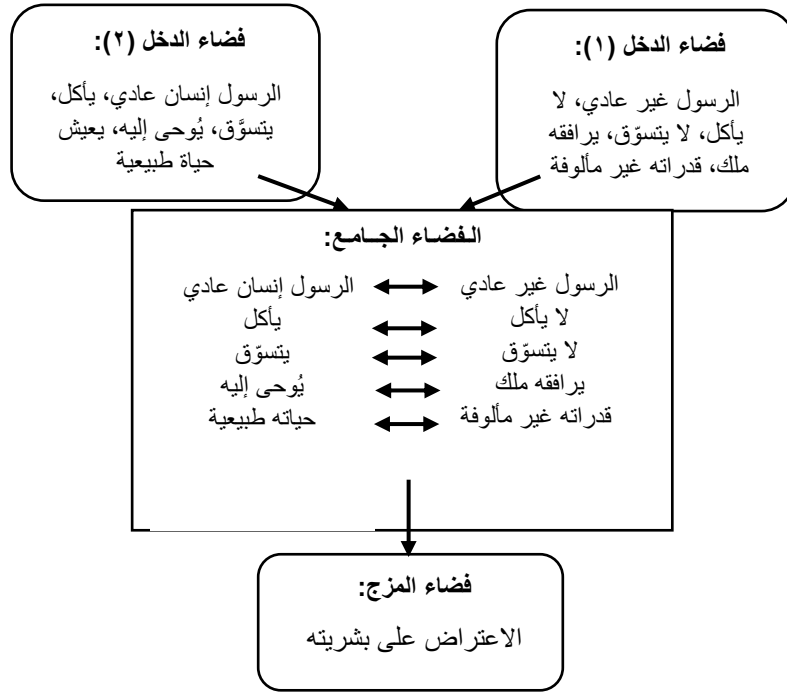 فضاء الدخل (١):
الرسول غير عادي، لا
يأكل، لا يتسوّق، يرافقه
ملك، قدراته غير مألوفة
فضاء الدخل (٢):
الرسول إنسان عادي، يأكل،
يتسوَّق، يُوحى إليه، يعيش
حياة طبيعية
الـفضـاء الجــامـع:
الرسول غير عادي الرسول إنسان عادي
لا يأكل يأكل
لا يتسوّق يتسوّق
يرافقه ملك يُوحى إليه
قدراته غير مألوفة حياته طبيعية
فضاء المزج:
الاعتراض على بشريته